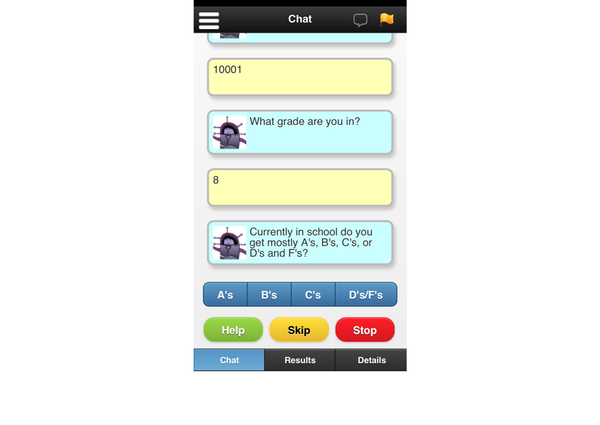 Chat
10001
What grade are you in?
8
Currently in school do you
get mostly A's, B's, C's, or
D's and F's?
A's B's C's D's/F's
Help Skip Stop
Chat Results Details